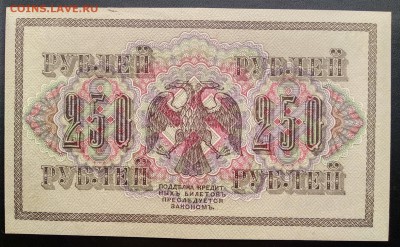 COINS.LAVE.RU
РУБЛЕЙ РУБЛЕЙ
250 250
РУБЛЕЙ РУБЛЕЙ
ПОДДѢЛКА КРЕДИТ
НЫХЪ БИЛЕТОВЪ
ПРЕСЛѢДУЕТСЯ
ЗАКОНОМЪ.